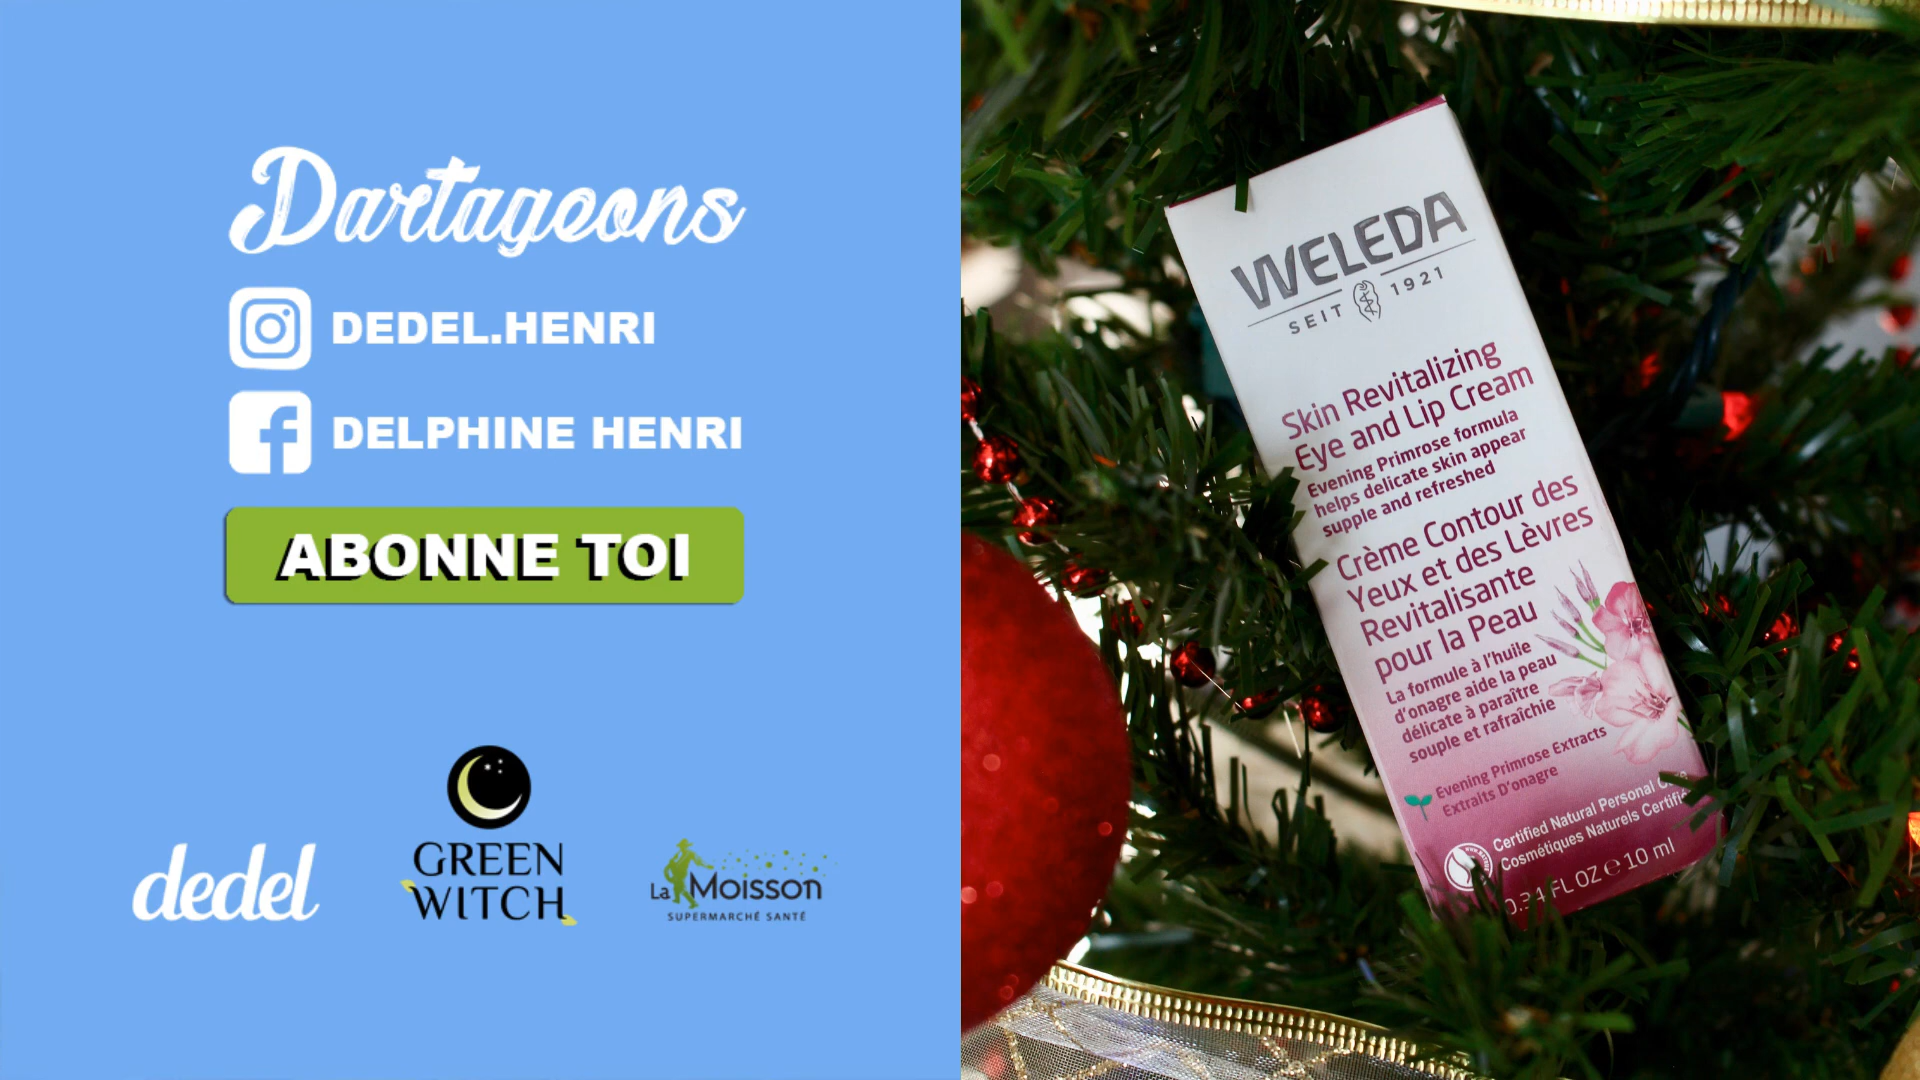 Dartageons
DEDEL.HENRI
DELPHINE HENRI
ABONNE TOI
dedel
GREEN
WITCH
La Moisson
SUPERMARCHÉ SANTÉ
WELEDA
SEIT 1921
Skin Revitalizing
Eye and Lip Cream
Evening Primrose formula
helps delicate skin appear
supple and refreshed
Crème Contour des
Yeux et des Lèvres
Revitalisante
pour la Peau
La formule à l'huile
d'onagre aide la peau
délicate à paraître
souple et rafraîchie
Evening Primrose Extracts
Extraits D'onagre
Certified Natural Personal
Cosmétiques Naturels
0.34 FL OZ e 10 ml